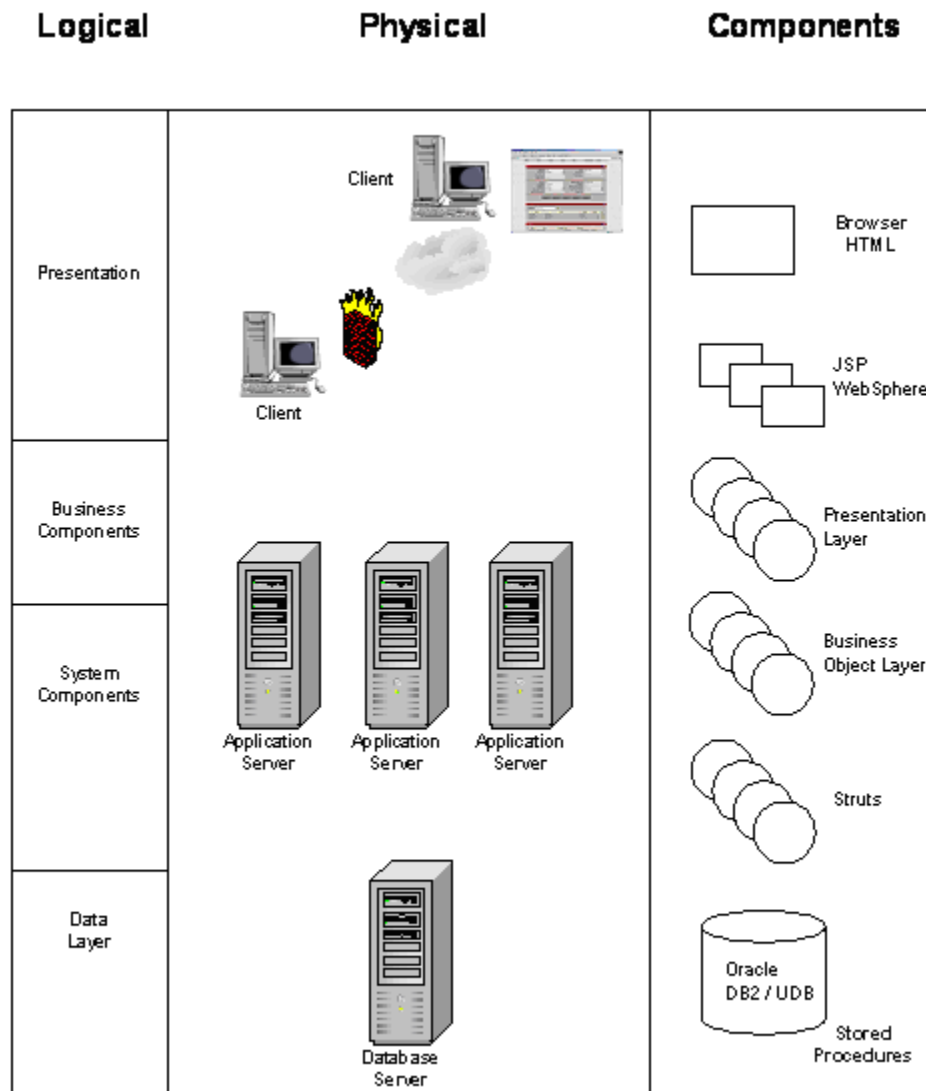 Logical
Physical
Components
Presentation
Client
Client
Browser
HTML
JSP
WebSphere
Business
Components
Presentation
Layer
System
Components
Application
Server
Application
Server
Application
Server
Business
Object Layer
Struts
Data
Layer
Database
Server
Oracle
DB2 / UDB
Stored
Procedures